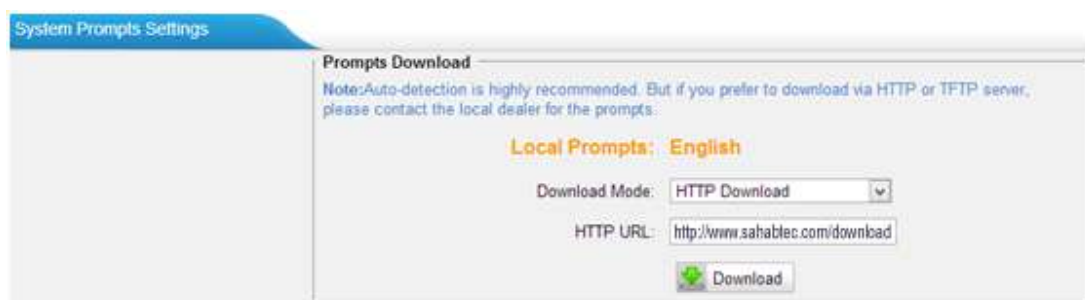 System Prompts Settings
Prompts Download
Note:Auto-detection is highly recommended. But if you prefer to download via HTTP or TFTP server,
please contact the local dealer for the prompts.
Local Prompts: English
Download Mode: HTTP Download
HTTP URL: http://www.sahabtec.com/download
Download